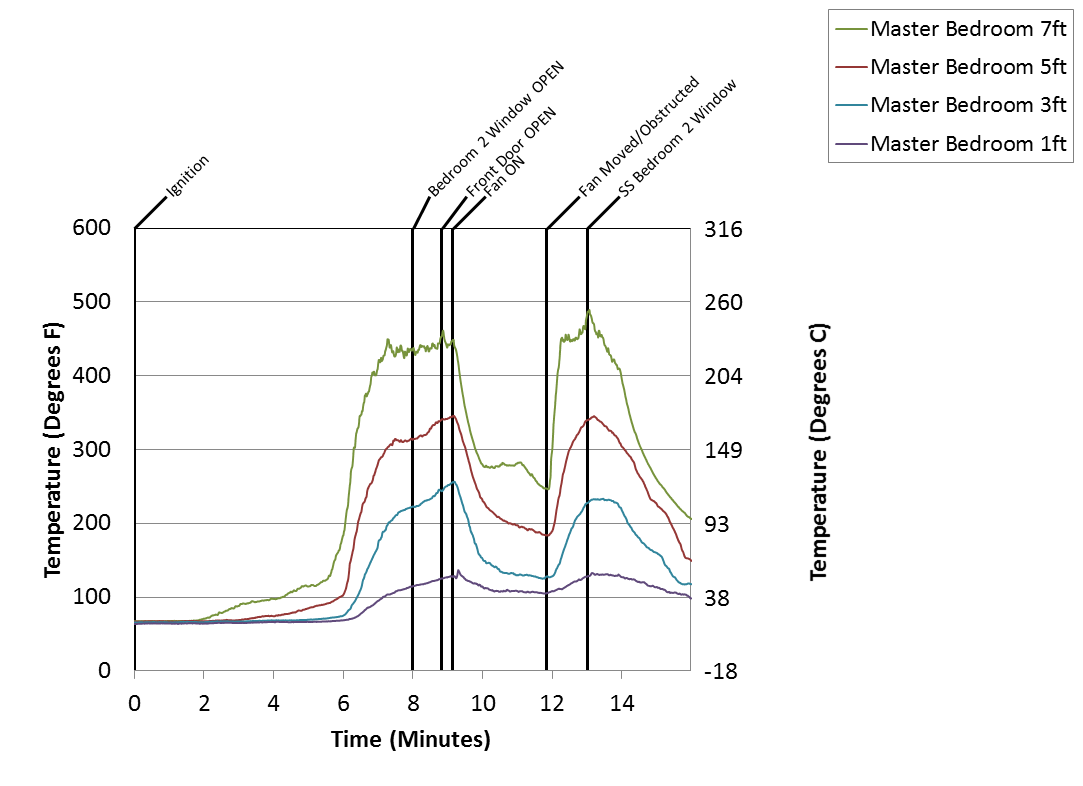 Master Bedroom 7ft
Master Bedroom 5ft
Master Bedroom 3ft
Master Bedroom 1ft
Ignition
Bedroom 2 Window OPEN
Front Door OPEN
Fan ON
Fan Moved/Obstructed
SS Bedroom 2 Window
600
500
400
300
200
100
0
Temperature (Degrees F)
316
260
204
149
93
38
-18
Temperature (Degrees C)
0 2 4 6 8 10 12 14
Time (Minutes)